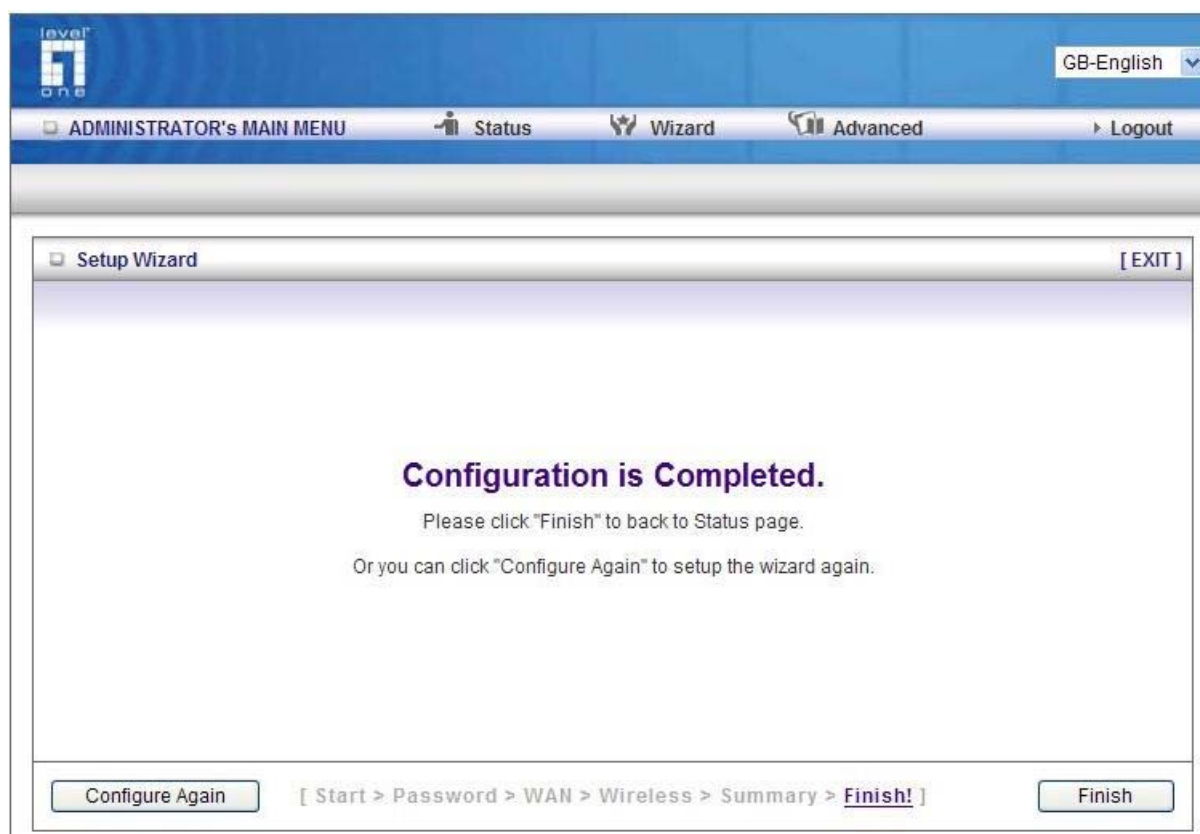 level
one
GB-English
ADMINISTRATOR's MAIN MENU Status Wizard Advanced Logout
Setup Wizard [ EXIT ]
Configuration is Completed.
Please click "Finish" to back to Status page.
Or you can click "Configure Again" to setup the wizard again.
Configure Again [ Start > Password > WAN > Wireless > Summary > Finish! ] Finish